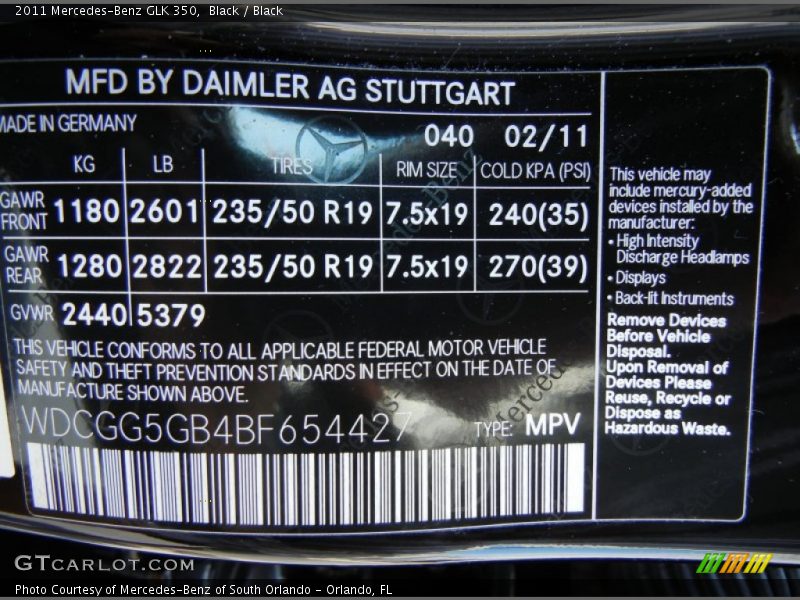 2011 Mercedes-Benz GLK 350, Black / Black
MFD BY DAIMLER AG STUTTGART
MADE IN GERMANY
040 02/11
KG LB TIRES RIM SIZE COLD KPA (PSI)
GAWR FRONT 1180 2601 235/50 R19 7.5x19 240(35)
GAWR REAR 1280 2822 235/50 R19 7.5x19 270(39)
GVWR 2440 5379
THIS VEHICLE CONFORMS TO ALL APPLICABLE FEDERAL MOTOR VEHICLE
SAFETY AND THEFT PREVENTION STANDARDS IN EFFECT ON THE DATE OF
MANUFACTURE SHOWN ABOVE.
WDCGG5GB4BF654427 TYPE: MPV
This vehicle may
include mercury-added
devices installed by the
manufacturer:
• High Intensity
Discharge Headlamps
• Displays
• Back-lit Instruments
Remove Devices
Before Vehicle
Disposal.
Upon Removal of
Devices Please
Reuse, Recycle or
Dispose as
Hazardous Waste.
GTCARLOT.COM
Photo Courtesy of Mercedes-Benz of South Orlando - Orlando, FL